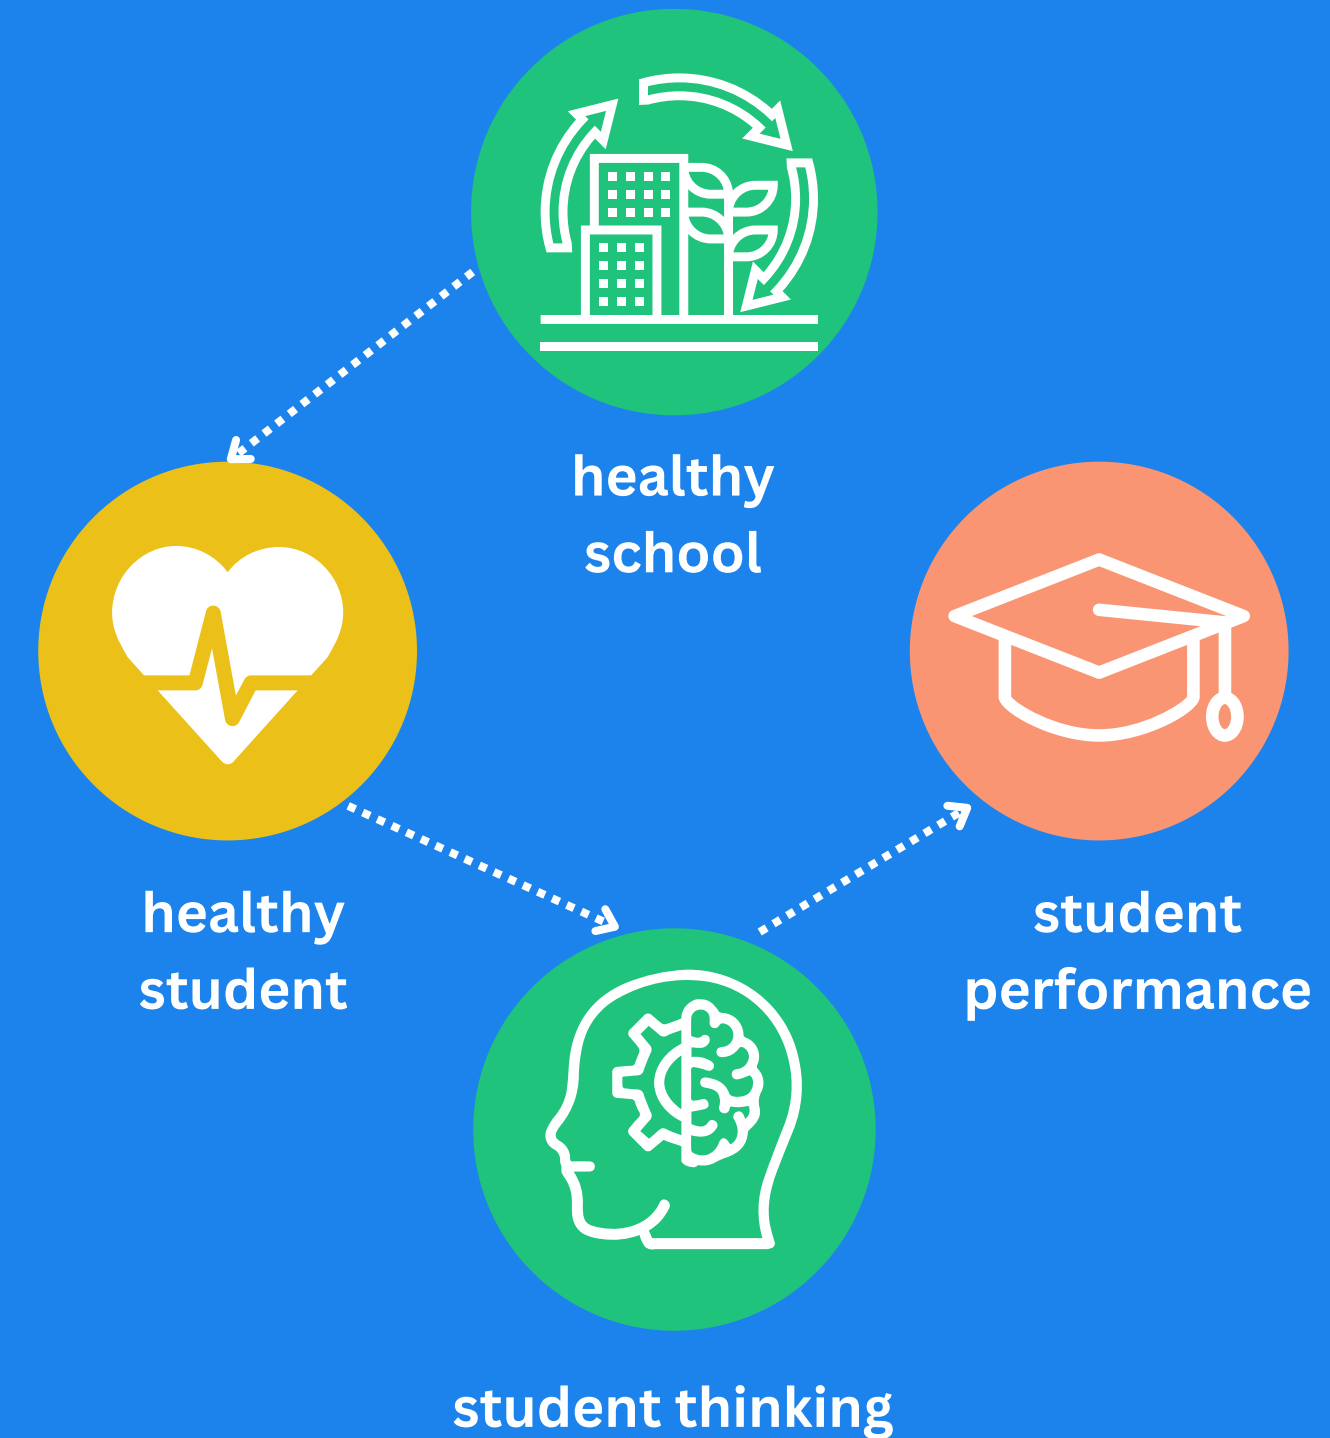 healthy
school
healthy
student
student
performance
student thinking